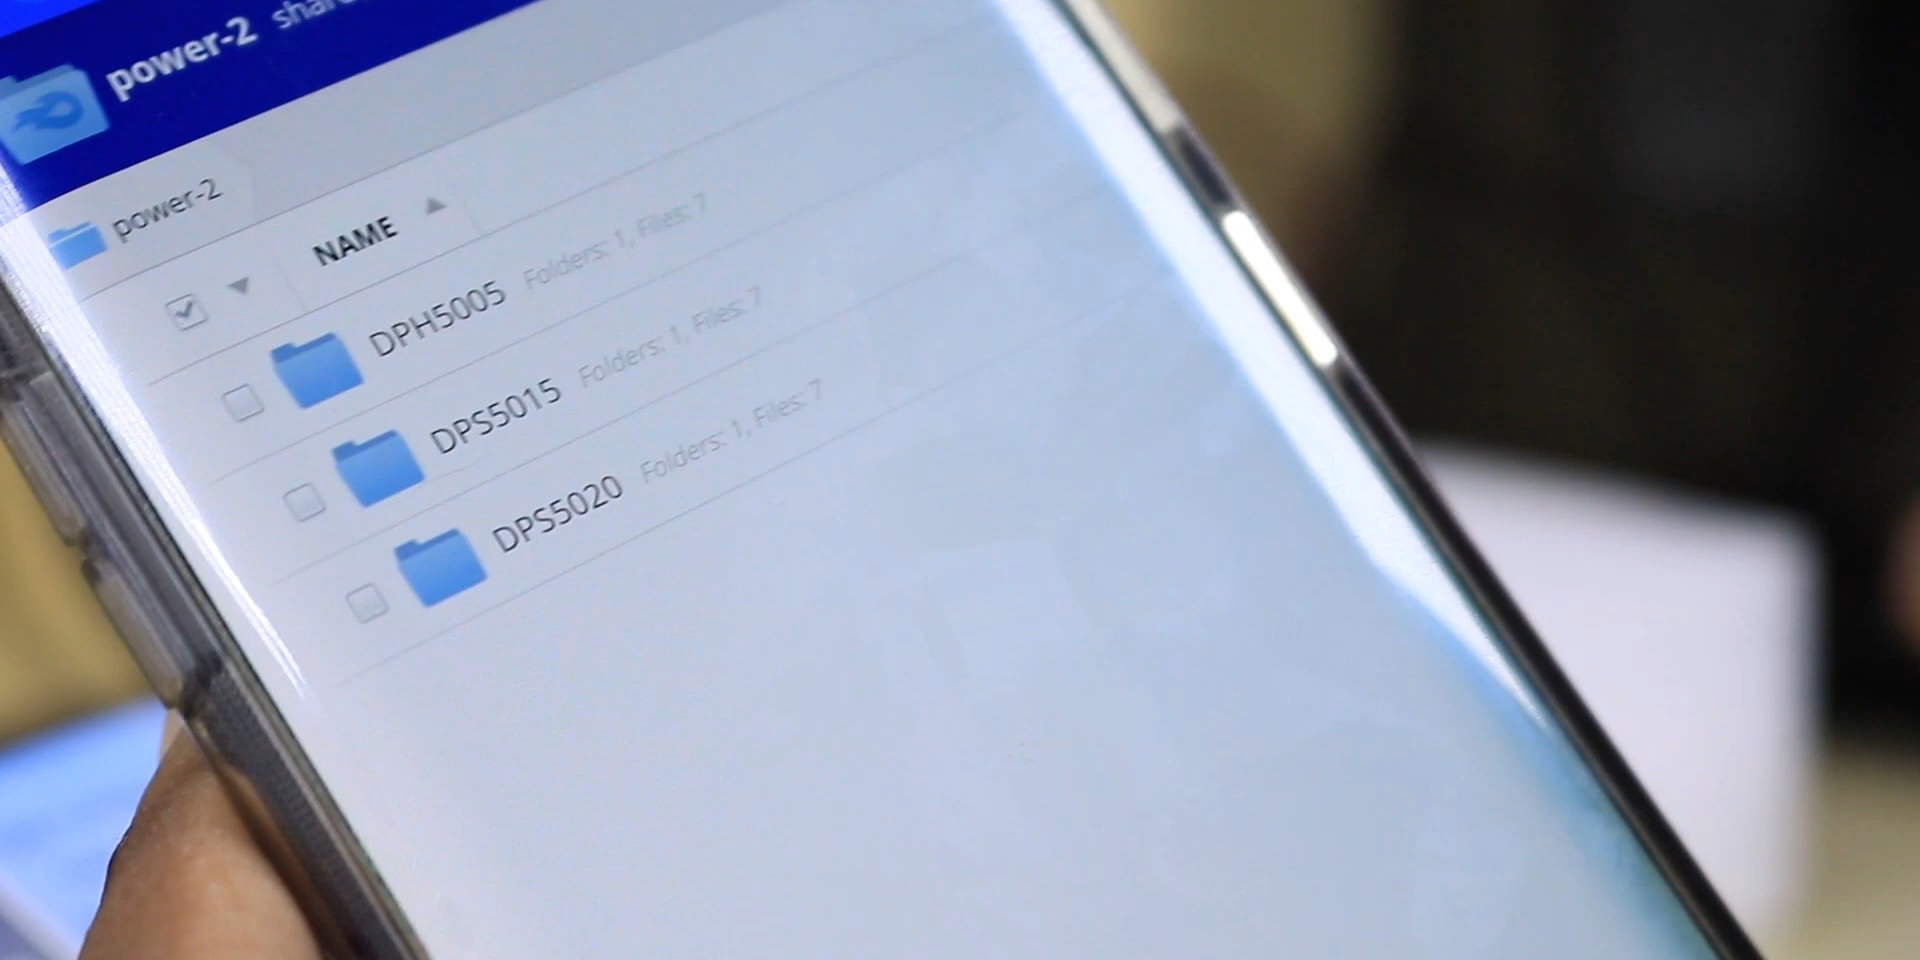 power-2
power-2
NAME
DPH5005 Folders: 1, Files: 7
DPS5015 Folders: 1, Files: 7
DPS5020 Folders: 1, Files: 7